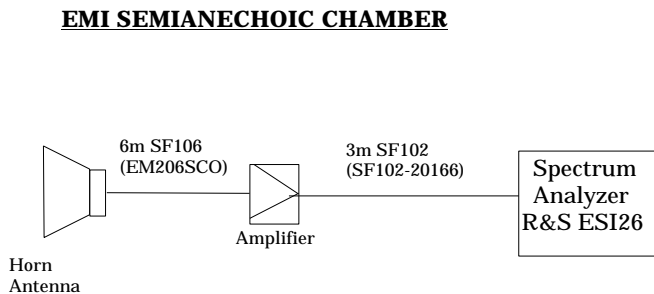 EMI SEMIANECHOIC CHAMBER
6m SF106
(EM206SCO)
3m SF102
(SF102-20166)
Spectrum
Analyzer
R&S ESI26
Amplifier
Horn
Antenna